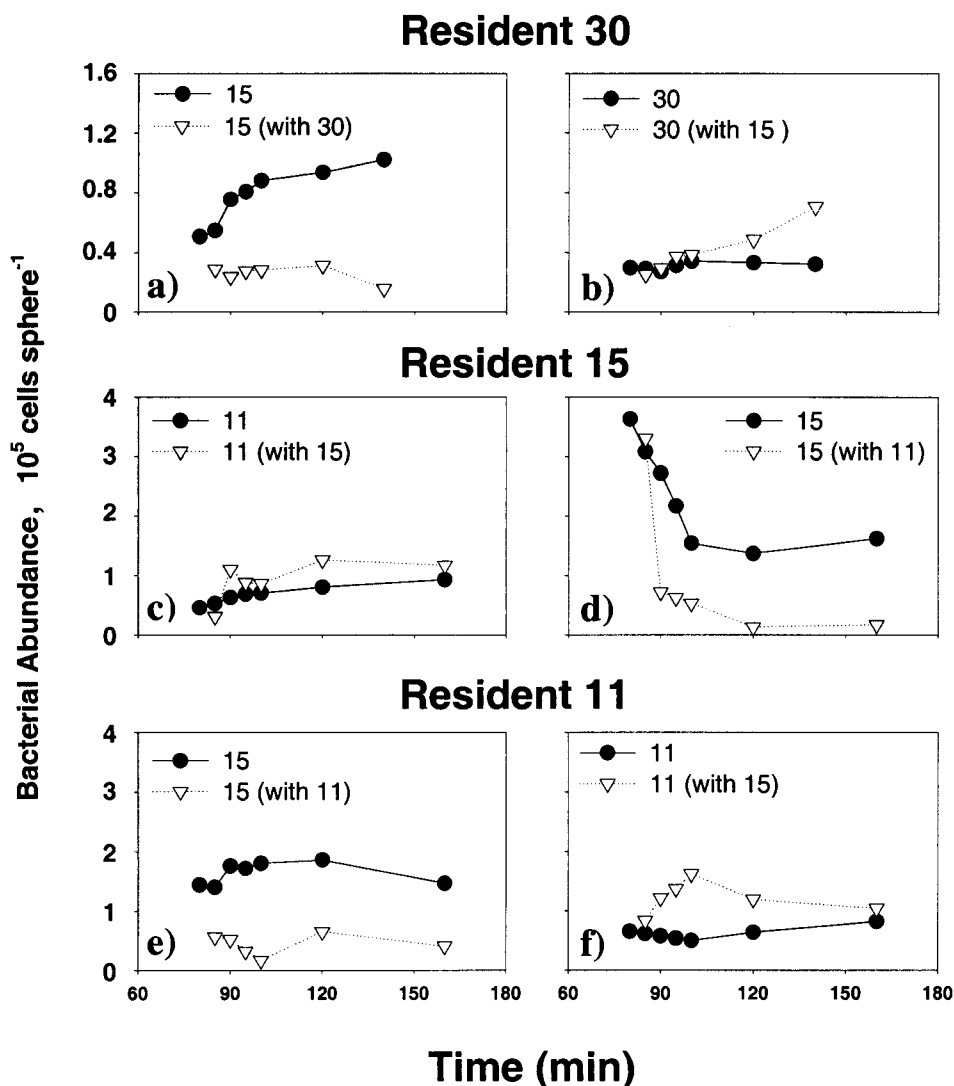 Resident 30
1.6
1.2
0.8
0.4
0
15
15 (with 30)
a)
30
30 (with 15 )
b)
Resident 15
4
3
2
1
0
11
11 (with 15)
c)
15
15 (with 11)
d)
Resident 11
4
3
2
1
0
15
15 (with 11)
e)
11
11 (with 15)
f)
60 90 120 150 180
60 90 120 150 180
Bacterial Abundance, 10⁵ cells sphere⁻¹
Time (min)